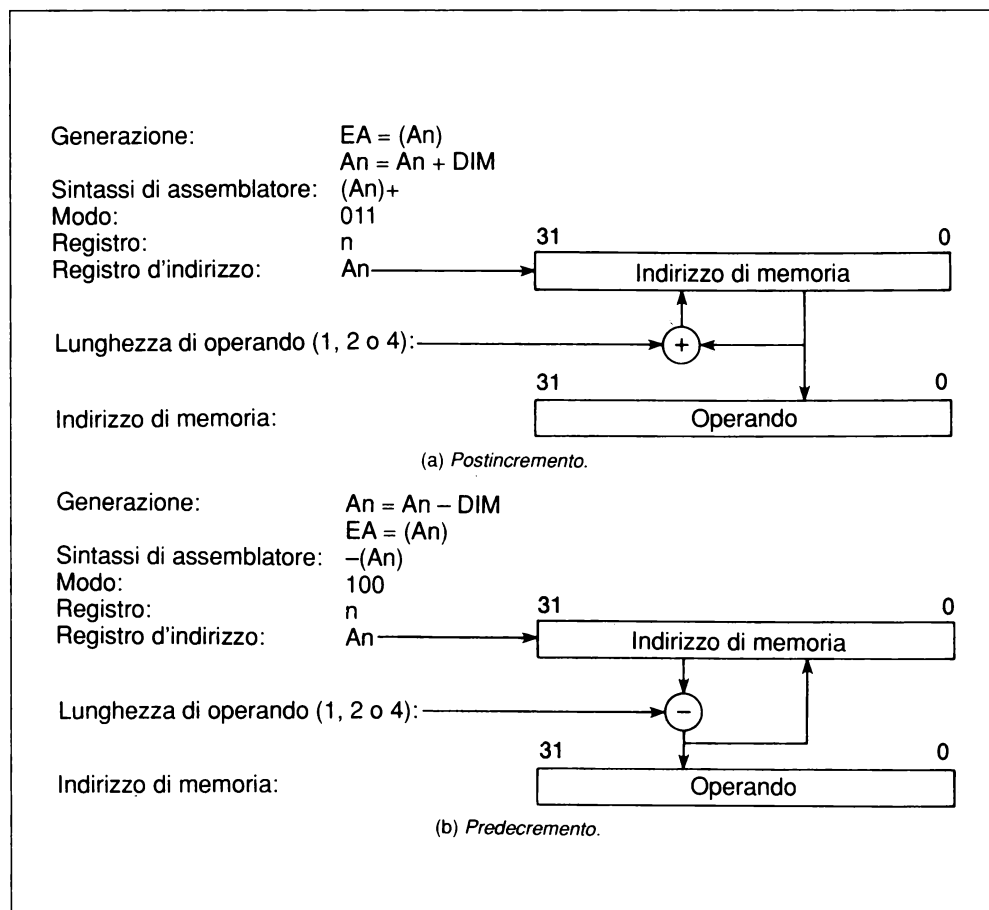 Generazione: EA = (An)
An = An + DIM
Sintassi di assemblatore: (An)+
Modo: 011
Registro: n
Registro d'indirizzo: An
31 0
Indirizzo di memoria
Lunghezza di operando (1, 2 o 4):
+
31 0
Indirizzo di memoria: Operando
(a) Postincremento.
Generazione: An = An – DIM
EA = (An)
Sintassi di assemblatore: –(An)
Modo: 100
Registro: n
Registro d'indirizzo: An
31 0
Indirizzo di memoria
Lunghezza di operando (1, 2 o 4):
–
31 0
Indirizzo di memoria: Operando
(b) Predecremento.